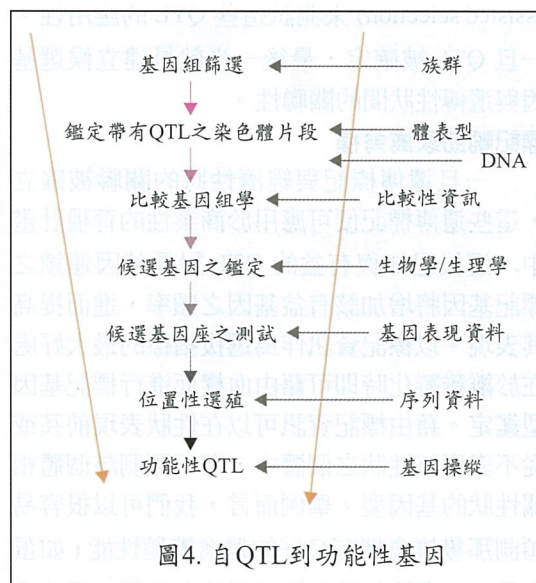 基因組篩選 族群
鑑定帶有QTL之染色體片段 體表型
DNA
比較基因組學 比較性資訊
候選基因之鑑定 生物學/生理學
候選基因座之測試 基因表現資料
位置性選殖 序列資料
功能性QTL 基因操縱
圖4. 自QTL到功能性基因